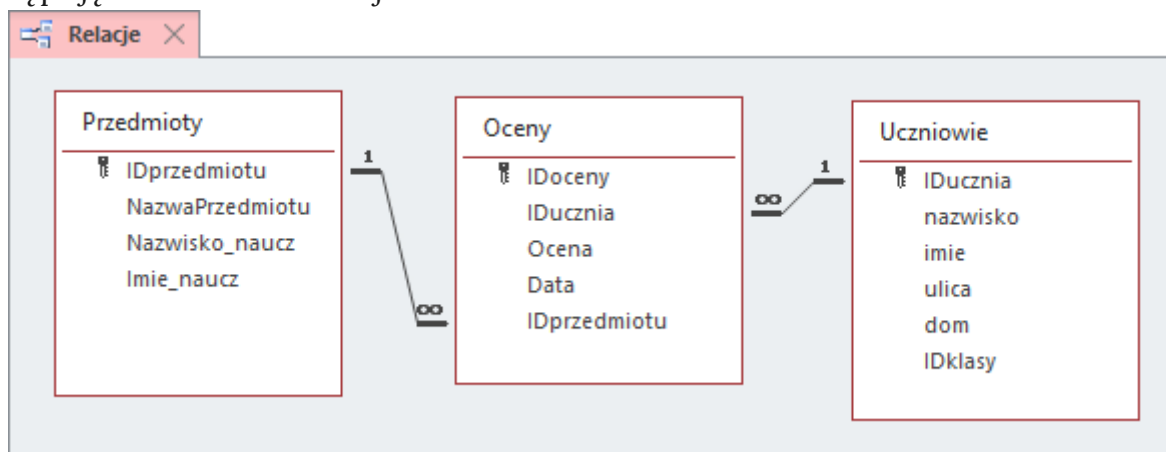 Relacje
Przedmioty
IDprzedmiotu
NazwaPrzedmiotu
Nazwisko_naucz
Imie_naucz
1
∞
Oceny
IDoceny
IDucznia
Ocena
Data
IDprzedmiotu
∞
1
Uczniowie
IDucznia
nazwisko
imie
ulica
dom
IDklasy